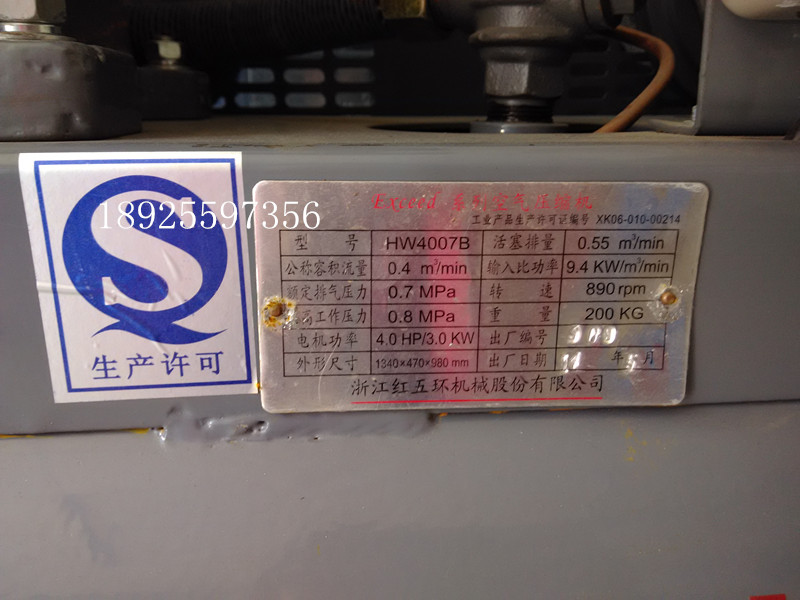 18925597356
生产许可
Exceed 系列空气压缩机
工业产品生产许可证编号 XK06-010-00214
型 号 HW4007B 活塞排量 0.55 m³/min
公称容积流量 0.4 m³/min 输入比功率 9.4 KW/m³/min
额定排气压力 0.7 MPa 转 速 890 rpm
高工作压力 0.8 MPa 重 量 200 KG
电机功率 4.0 HP/3.0 KW 出厂编号
外形尺寸 1340×470×980 mm 出厂日期 年 月
浙江红五环机械股份有限公司